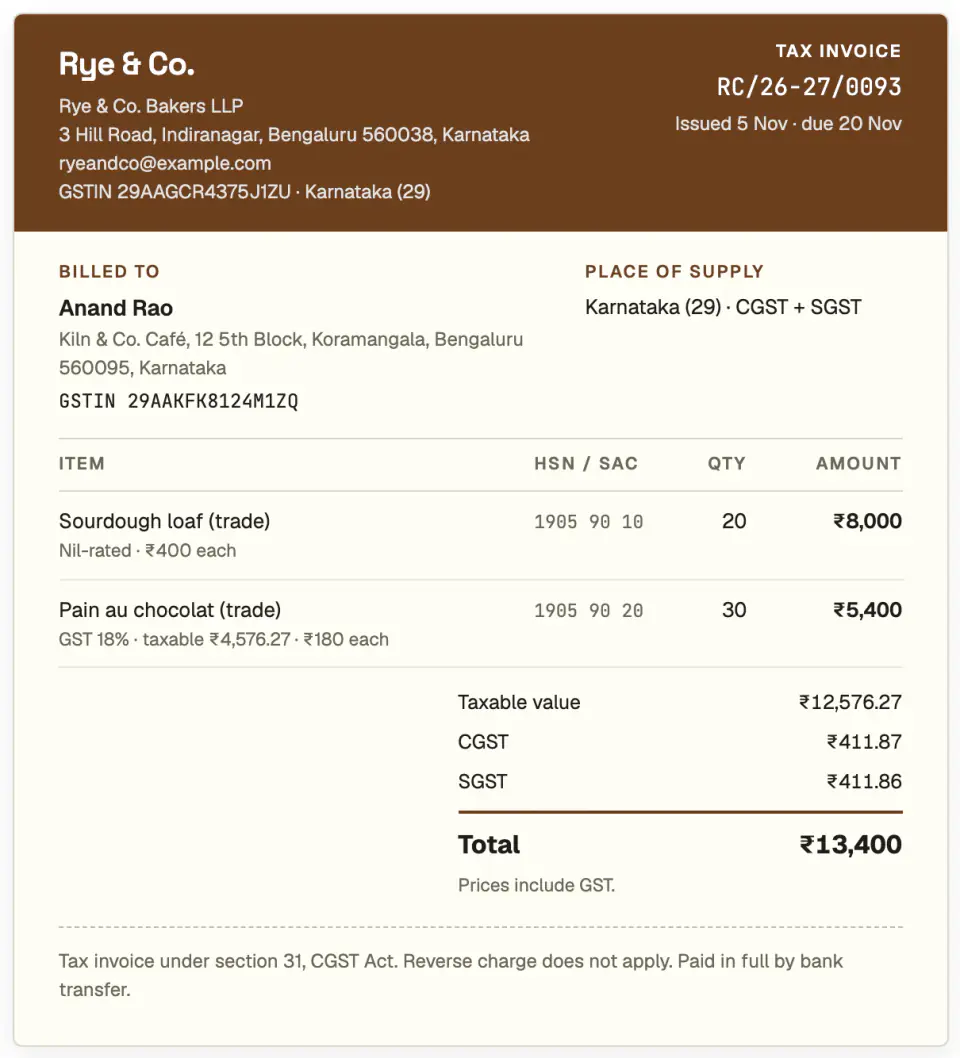 Rye & Co.
Rye & Co. Bakers LLP
3 Hill Road, Indiranagar, Bengaluru 560038, Karnataka
ryeandco@example.com
GSTIN 29AAGCR4375J1ZU · Karnataka (29)
TAX INVOICE
RC/26-27/0093
Issued 5 Nov · due 20 Nov
BILLED TO
Anand Rao
Kiln & Co. Café, 12 5th Block, Koramangala, Bengaluru
560095, Karnataka
GSTIN 29AAKFK8124M1ZQ
PLACE OF SUPPLY
Karnataka (29) · CGST + SGST
ITEM HSN / SAC QTY AMOUNT
Sourdough loaf (trade) 1905 90 10 20 ₹8,000
Nil-rated · ₹400 each
Pain au chocolat (trade) 1905 90 20 30 ₹5,400
GST 18% · taxable ₹4,576.27 · ₹180 each
Taxable value ₹12,576.27
CGST ₹411.87
SGST ₹411.86
Total ₹13,400
Prices include GST.
Tax invoice under section 31, CGST Act. Reverse charge does not apply. Paid in full by bank
transfer.